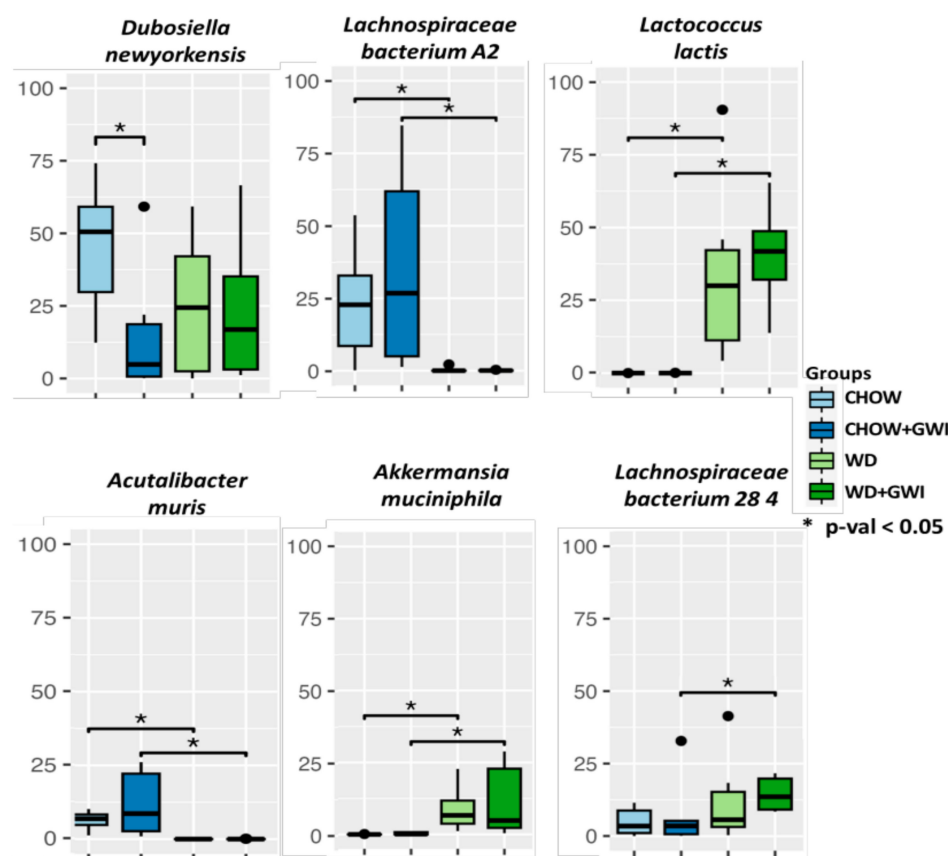 Dubosiella
newyorkensis
Lachnospiraceae
bacterium A2
Lactococcus
lactis
100
75
50
25
0
*
100
75
50
25
0
*
*
100
75
50
25
0
*
*
Groups
CHOW
CHOW+GWI
WD
WD+GWI
* p-val < 0.05
Acutalibacter
muris
Akkermansia
muciniphila
Lachnospiraceae
bacterium 28 4
100
75
50
25
0
*
*
100
75
50
25
0
*
*
100
75
50
25
0
*